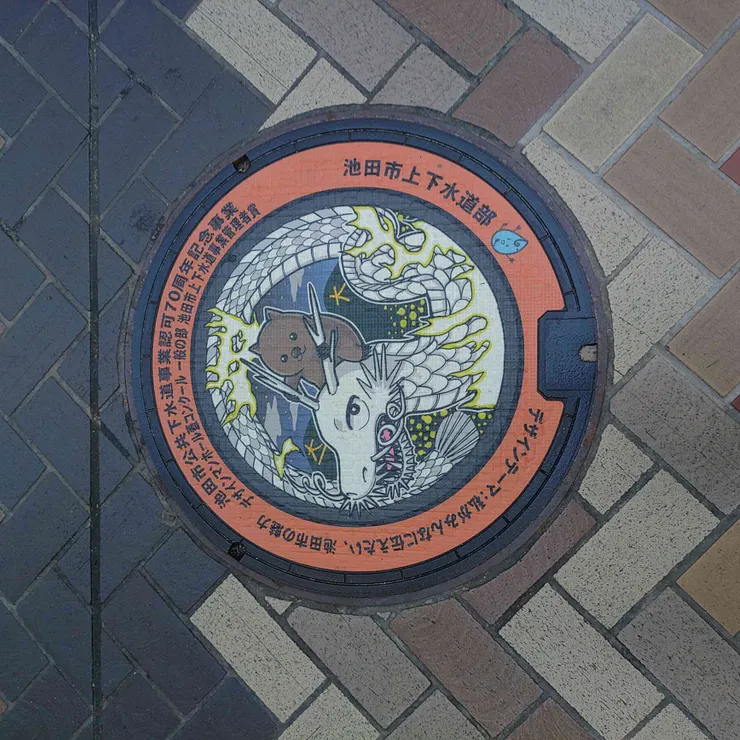 池田市上下水道部
池田市公共下水道事業認可70周年記念事業
デザインマンホール蓋コンクール 一般の部 池田市上下水道事業管理者賞
デザインテーマ:私がみんなに伝えたい、池田市の魅力